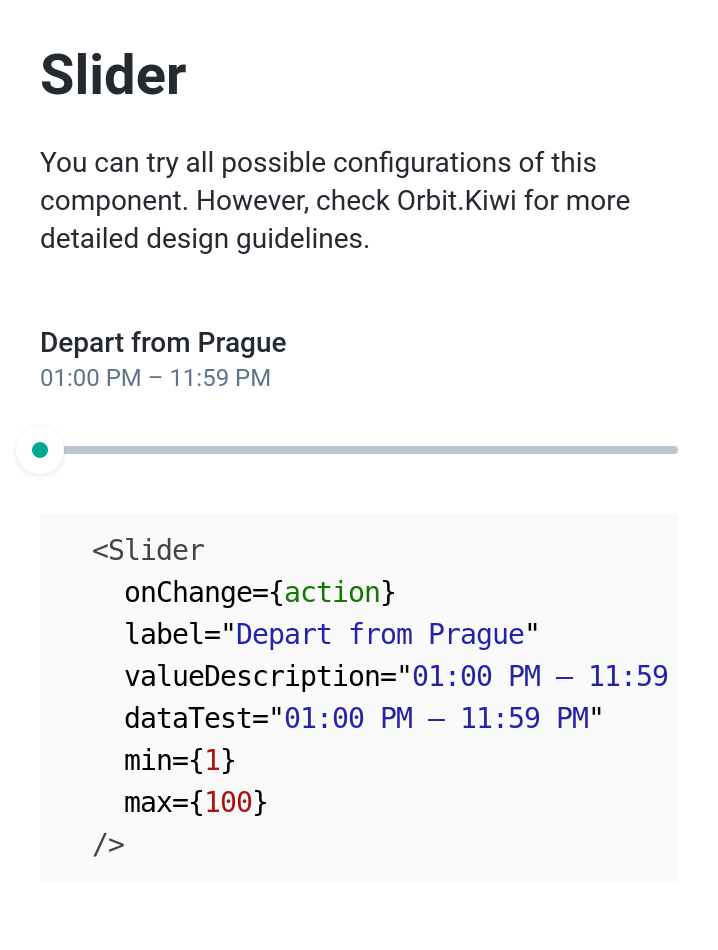 Slider
You can try all possible configurations of this
component. However, check Orbit.Kiwi for more
detailed design guidelines.
Depart from Prague
01:00 PM – 11:59 PM
<Slider
  onChange={action}
  label="Depart from Prague"
  valueDescription="01:00 PM – 11:59
  dataTest="01:00 PM – 11:59 PM"
  min={1}
  max={100}
/>